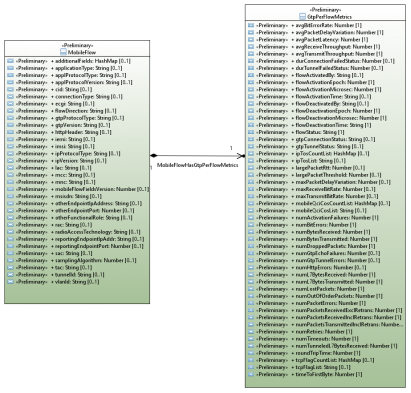 «Preliminary»
MobileFlow
«Preliminary» + additionalFields: HashMap [0..1]
«Preliminary» + applicationType: String [0..1]
«Preliminary» + appProtocolType: String [0..1]
«Preliminary» + appProtocolVersion: String [0..1]
«Preliminary» + cid: String [0..1]
«Preliminary» + connectionType: String [0..1]
«Preliminary» + ecgi: String [0..1]
«Preliminary» + flowDirection: String [0..1]
«Preliminary» + gtpProtocolType: String [0..1]
«Preliminary» + gtpVersion: String [0..1]
«Preliminary» + httpHeader: String [0..1]
«Preliminary» + imei: String [0..1]
«Preliminary» + imsi: String [0..1]
«Preliminary» + ipProtocolType: String [0..1]
«Preliminary» + ipVersion: String [0..1]
«Preliminary» + lac: String [0..1]
«Preliminary» + mcc: String [0..1]
«Preliminary» + mnc: String [0..1]
«Preliminary» + mobileFlowFieldsVersion: Number [0..1]
«Preliminary» + msisdn: String [0..1]
«Preliminary» + otherEndpointIpAddress: String [0..1]
«Preliminary» + otherEndpointPort: Number [0..1]
«Preliminary» + otherFunctionalRole: String [0..1]
«Preliminary» + rac: String [0..1]
«Preliminary» + radioAccessTechnology: String [0..1]
«Preliminary» + reportingEndpointIpAddr: String [0..1]
«Preliminary» + reportingEndpointPort: Number [0..1]
«Preliminary» + sac: String [0..1]
«Preliminary» + samplingAlgorithm: Number [0..1]
«Preliminary» + tac: String [0..1]
«Preliminary» + tunnelId: String [0..1]
«Preliminary» + vlanId: String [0..1]
1
1
MobileFlowHasGtpPerFlowMetrics
«Preliminary»
GtpPerFlowMetrics
«Preliminary» + avgBitErrorRate: Number [1]
«Preliminary» + avgPacketDelayVariation: Number [1]
«Preliminary» + avgPacketLatency: Number [1]
«Preliminary» + avgReceiveThroughput: Number [1]
«Preliminary» + avgTransmitThroughput: Number [1]
«Preliminary» + durConnectionFailedStatus: Number [1]
«Preliminary» + durTunnelFailedStatus: Number [1]
«Preliminary» + flowActivatedBy: String [1]
«Preliminary» + flowActivationEpoch: Number [1]
«Preliminary» + flowActivationMicrosec: Number [1]
«Preliminary» + flowActivationTime: String [0..1]
«Preliminary» + flowDeactivatedBy: String [0..1]
«Preliminary» + flowDeactivationEpoch: Number [1]
«Preliminary» + flowDeactivationMicrosec: Number [1]
«Preliminary» + flowDeactivationTime: String [0..1]
«Preliminary» + flowStatus: String [1]
«Preliminary» + gtpConnectionStatus: String [0..1]
«Preliminary» + gtpTunnelStatus: String [0..1]
«Preliminary» + ipTosCountList: HashMap [0..1]
«Preliminary» + ipTosList: String [0..1]
«Preliminary» + largePacketRtt: Number [0..1]
«Preliminary» + largePacketThreshold: Number [0..1]
«Preliminary» + maxPacketDelayVariation: Number [1]
«Preliminary» + maxReceiveBitRate: Number [0..1]
«Preliminary» + maxTransmitBitRate: Number [0..1]
«Preliminary» + mobileQciCosCountList: HashMap [0..1]
«Preliminary» + mobileQciCosList: String [0..1]
«Preliminary» + numActivationFailures: Number [1]
«Preliminary» + numBitErrors: Number [1]
«Preliminary» + numBytesReceived: Number [1]
«Preliminary» + numBytesTransmitted: Number [1]
«Preliminary» + numDroppedPackets: Number [1]
«Preliminary» + numGtpEchoFailures: Number [0..1]
«Preliminary» + numGtpTunnelErrors: Number [0..1]
«Preliminary» + numHttpErrors: Number [0..1]
«Preliminary» + numL7BytesReceived: Number [1]
«Preliminary» + numL7BytesTransmitted: Number [1]
«Preliminary» + numLostPackets: Number [1]
«Preliminary» + numOutOfOrderPackets: Number [1]
«Preliminary» + numPacketErrors: Number [1]
«Preliminary» + numPacketsReceivedExclRetrans: Number [1]
«Preliminary» + numPacketsReceivedInclRetrans: Number [1]
«Preliminary» + numPacketsTransmittedInclRetrans: Numbe...
«Preliminary» + numRetries: Number [1]
«Preliminary» + numTimeouts: Number [1]
«Preliminary» + numTunneledL7BytesReceived: Number [1]
«Preliminary» + roundTripTime: Number [1]
«Preliminary» + tcpFlagCountList: HashMap [0..1]
«Preliminary» + tcpFlagList: String [0..1]
«Preliminary» + timeToFirstByte: Number [1]